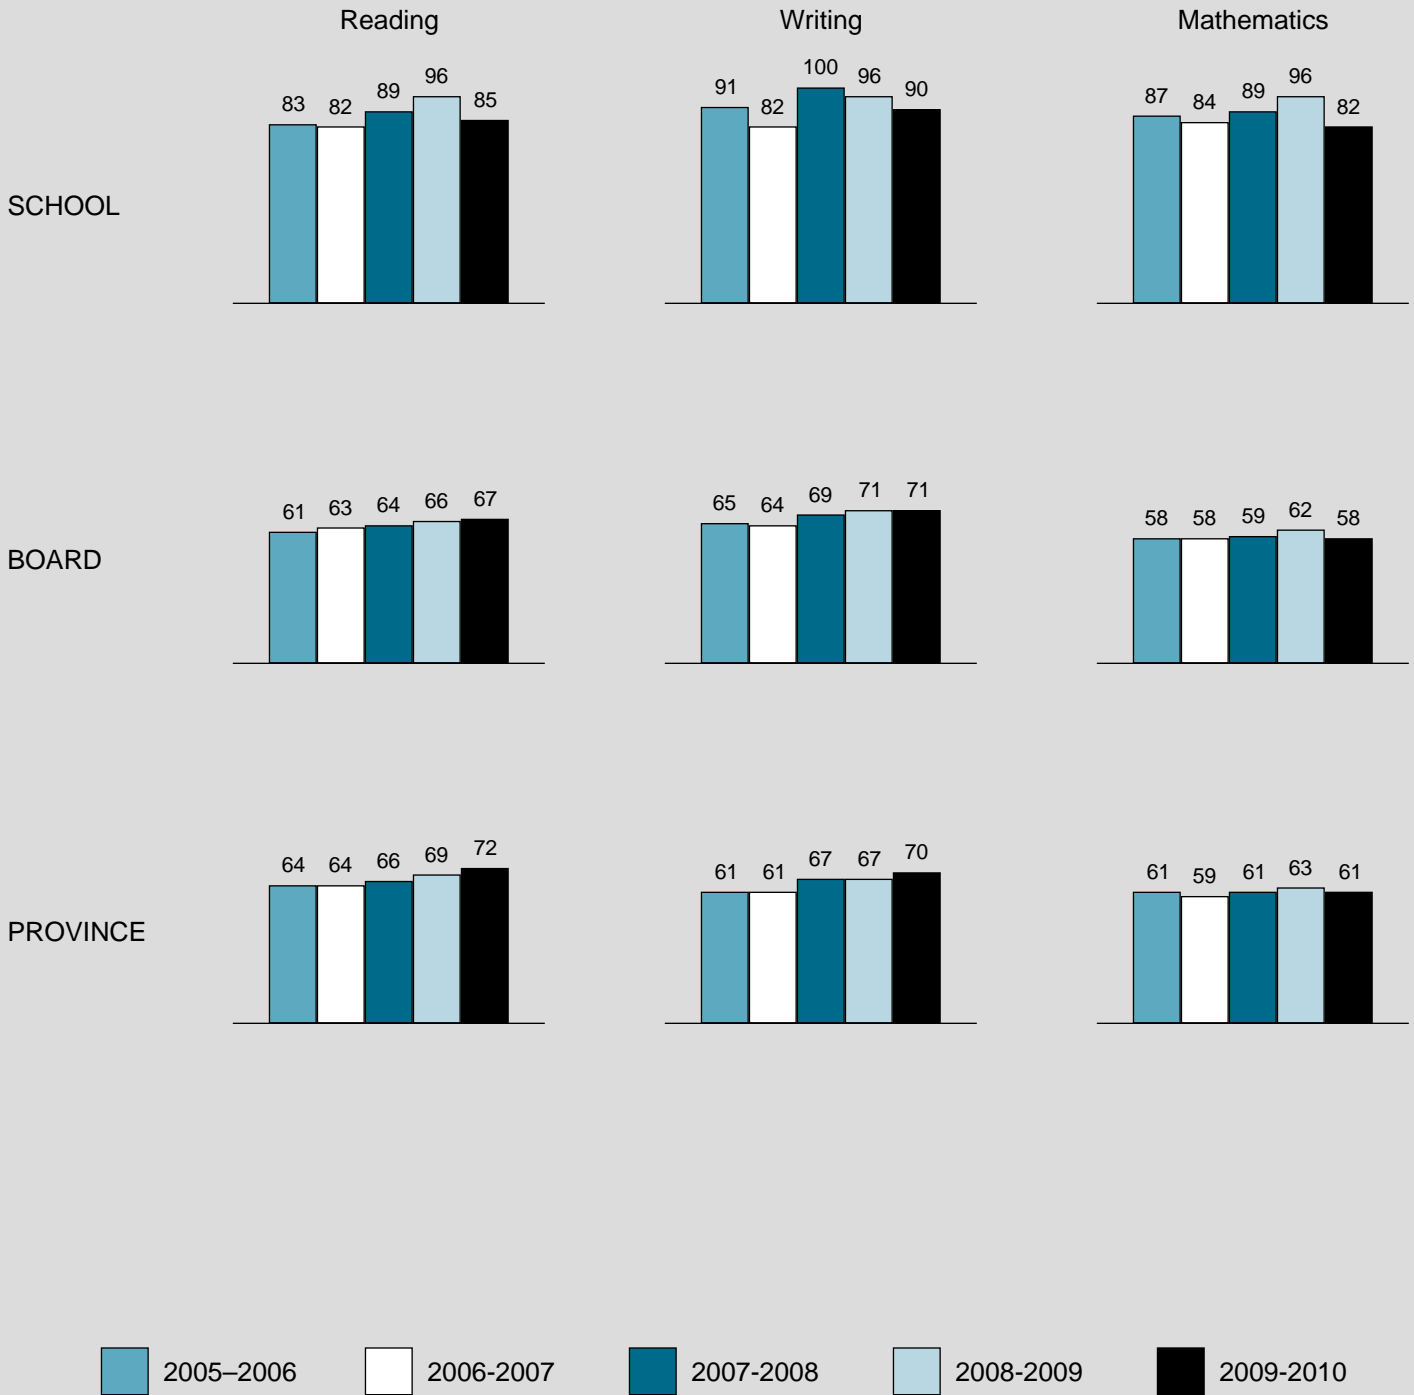 Reading Writing Mathematics
83 82 89 96 85
91 82 100 96 90
87 84 89 96 82
SCHOOL
61 63 64 66 67
65 64 69 71 71
58 58 59 62 58
BOARD
64 64 66 69 72
61 61 67 67 70
61 59 61 63 61
PROVINCE
2005–2006 2006-2007 2007-2008 2008-2009 2009-2010